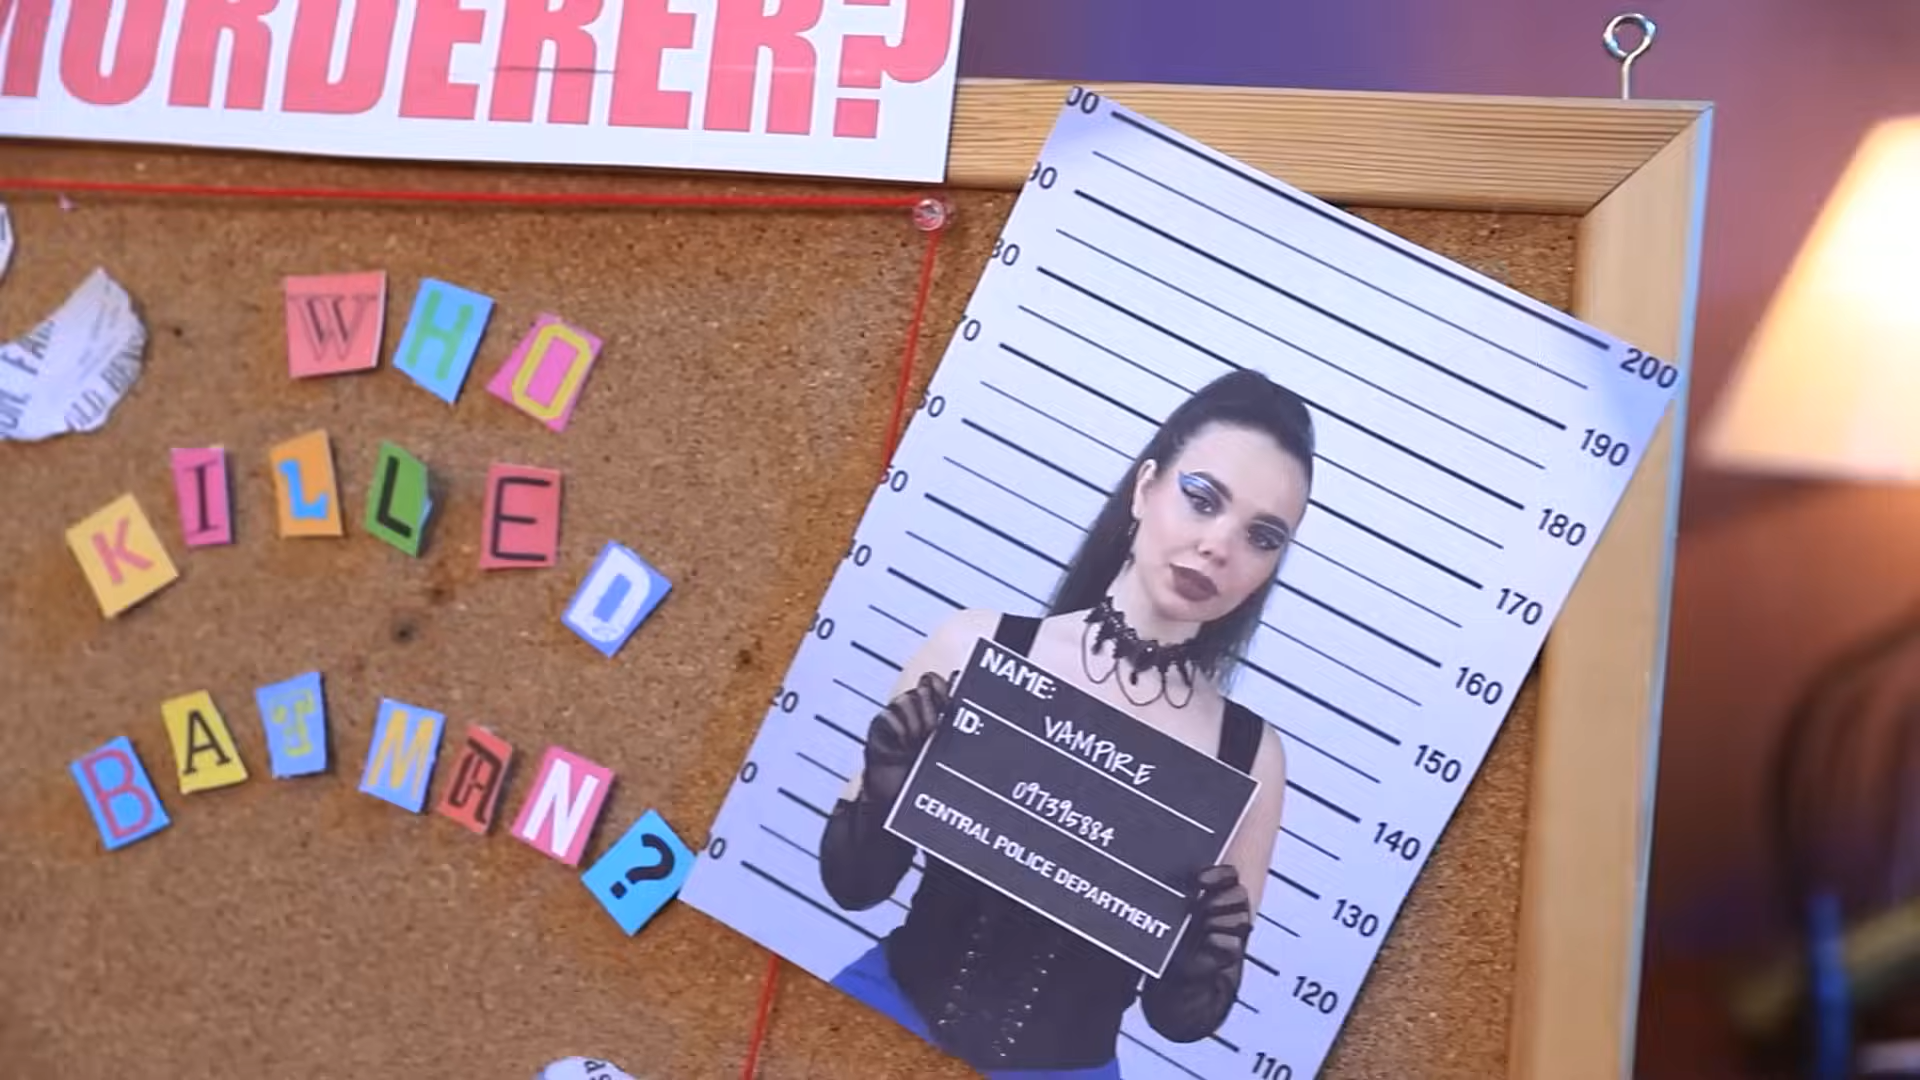 MURDERER?
WHO
KILLED
BATMAN?
200
190
180
170
160
150
140
130
120
110
NAME:
VAMPIRE
ID:
097395884
CENTRAL POLICE DEPARTMENT